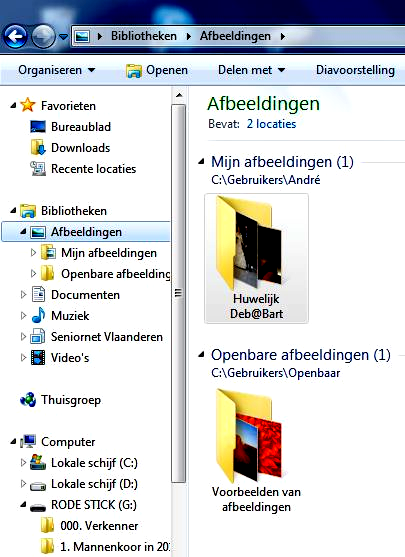 Bibliotheken Afbeeldingen
Organiseren Openen Delen met Diavoorstelling
Favorieten
Bureaublad
Downloads
Recente locaties
Bibliotheken
Afbeeldingen
Mijn afbeeldingen
Openbare afbeelding
Documenten
Muziek
Seniornet Vlaanderen
Video's
Thuisgroep
Computer
Lokale schijf (C:)
Lokale schijf (D:)
RODE STICK (G:)
000. Verkenner
1. Mannenkoor in 20
Afbeeldingen
Bevat: 2 locaties
Mijn afbeeldingen (1)
C:\Gebruikers\André
Huwelijk
Deb@Bart
Openbare afbeeldingen (1)
C:\Gebruikers\Openbaar
Voorbeelden van
afbeeldingen